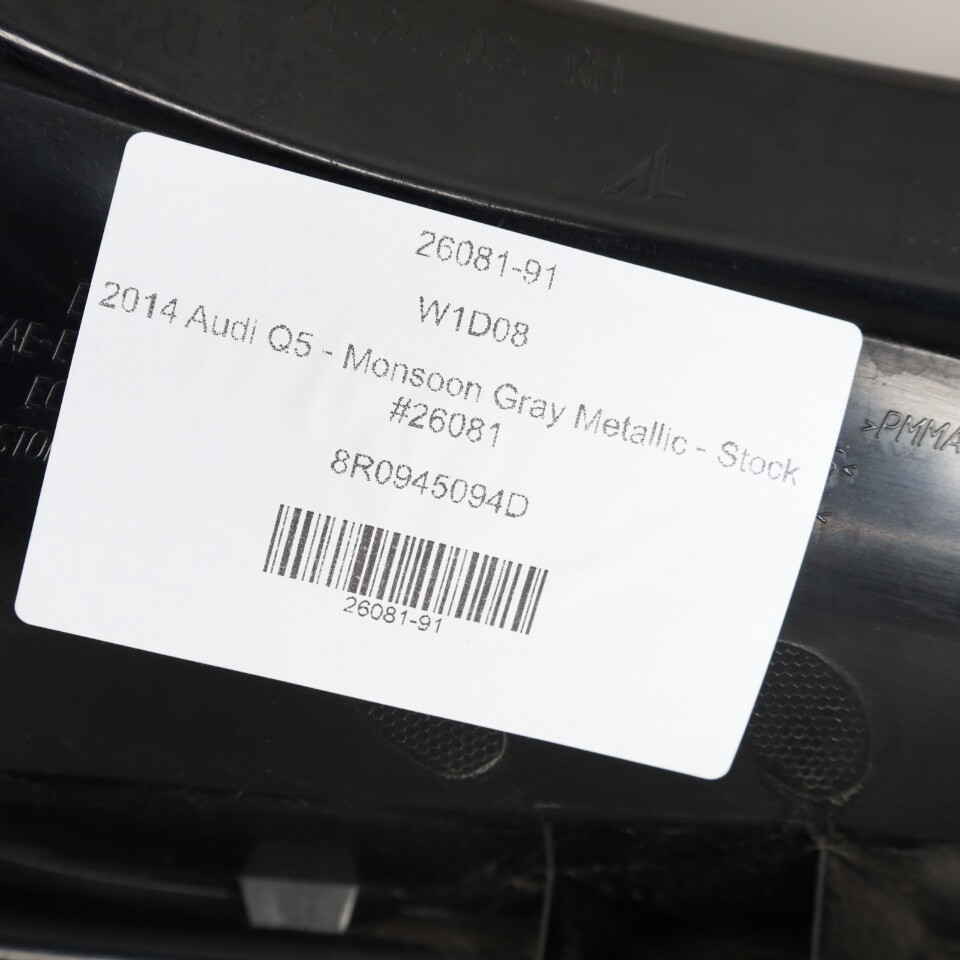 RH
26081-91
W1D08
2014 Audi Q5 - Monsoon Gray Metallic - Stock
#26081
8R0945094D
26081-91
>PMMA